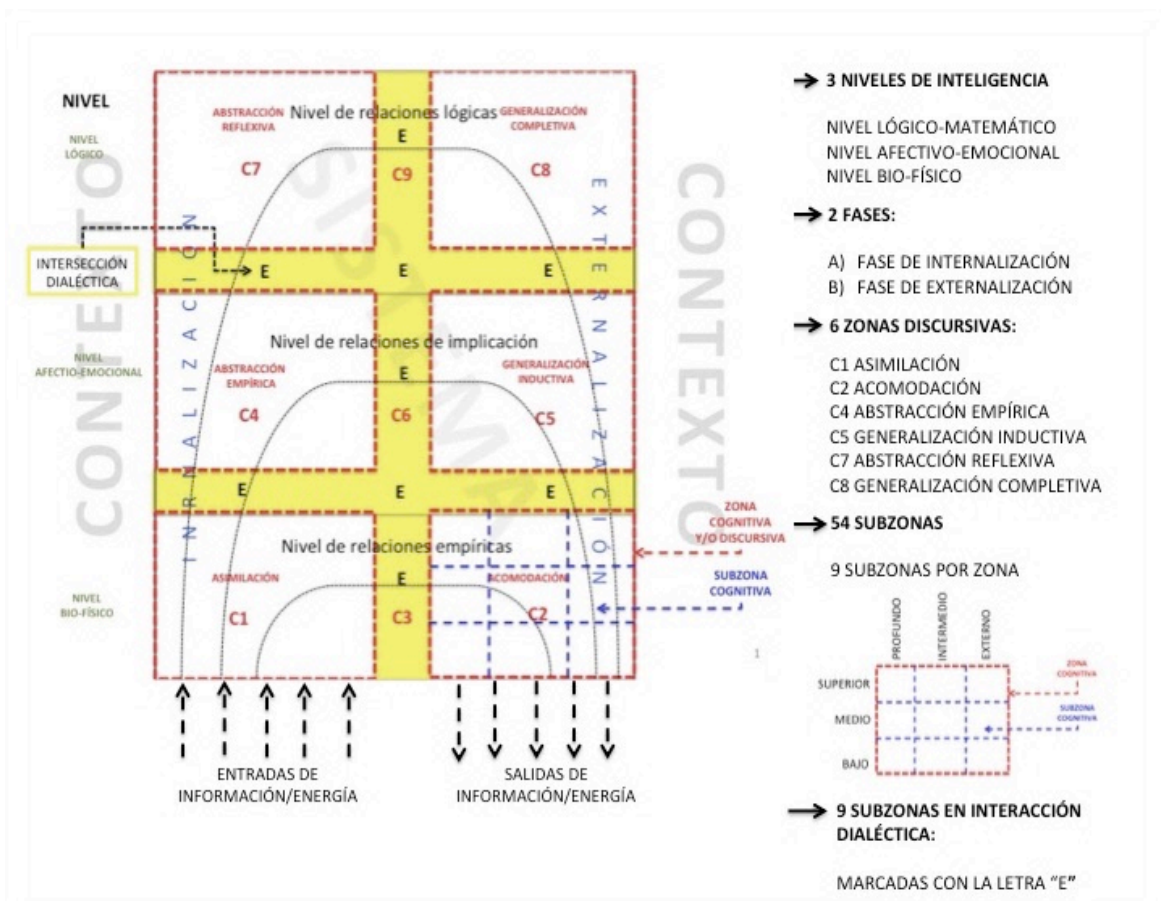 NIVEL
NIVEL
LÓGICO
CONTEXTO
INTERSECCIÓN
DIALÉCTICA
NIVEL
AFECTIO-EMOCIONAL
NIVEL
BIO-FÍSICO
ABSTRACCIÓN
REFLEXIVA
Nivel de relaciones lógicas
GENERALIZACIÓN
COMPLETIVA
E
C7
C9
C8
SISTEMA
INRNALIZACION
EXTERNALIZACIÓN
E
E
E
Nivel de relaciones de implicación
ABSTRACCIÓN
EMPÍRICA
GENERALIZACIÓN
INDUCTIVA
E
C4
C6
C5
E
E
E
Nivel de relaciones empíricas
ASIMILACIÓN
E
ACOMODACIÓN
C1
C3
C2
CONTEXTO
ZONA
COGNITIVA
Y/O DISCURSIVA
SUBZONA
COGNITIVA
1
ENTRADAS DE
INFORMACIÓN/ENERGÍA
SALIDAS DE
INFORMACIÓN/ENERGÍA
3 NIVELES DE INTELIGENCIA
NIVEL LÓGICO-MATEMÁTICO
NIVEL AFECTIVO-EMOCIONAL
NIVEL BIO-FÍSICO
2 FASES:
A) FASE DE INTERNALIZACIÓN
B) FASE DE EXTERNALIZACIÓN
6 ZONAS DISCURSIVAS:
C1 ASIMILACIÓN
C2 ACOMODACIÓN
C4 ABSTRACCIÓN EMPÍRICA
C5 GENERALIZACIÓN INDUCTIVA
C7 ABSTRACCIÓN REFLEXIVA
C8 GENERALIZACIÓN COMPLETIVA
54 SUBZONAS
9 SUBZONAS POR ZONA
PROFUNDO
INTERMEDIO
EXTERNO
SUPERIOR
MEDIO
BAJO
ZONA
COGNITIVA
SUBZONA
COGNITIVA
9 SUBZONAS EN INTERACCIÓN
DIALÉCTICA:
MARCADAS CON LA LETRA "E"